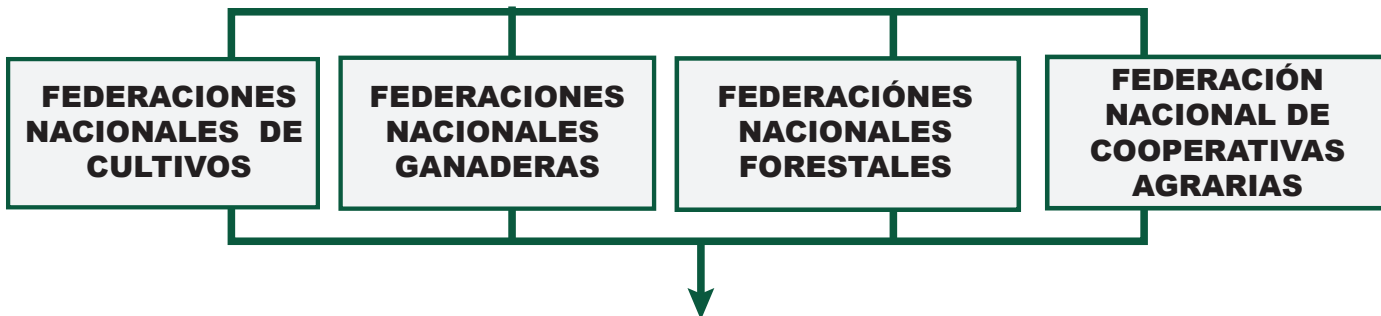 FEDERACIONES
NACIONALES DE
CULTIVOS
FEDERACIONES
NACIONALES
GANADERAS
FEDERACIÓNES
NACIONALES
FORESTALES
FEDERACIÓN
NACIONAL DE
COOPERATIVAS
AGRARIAS